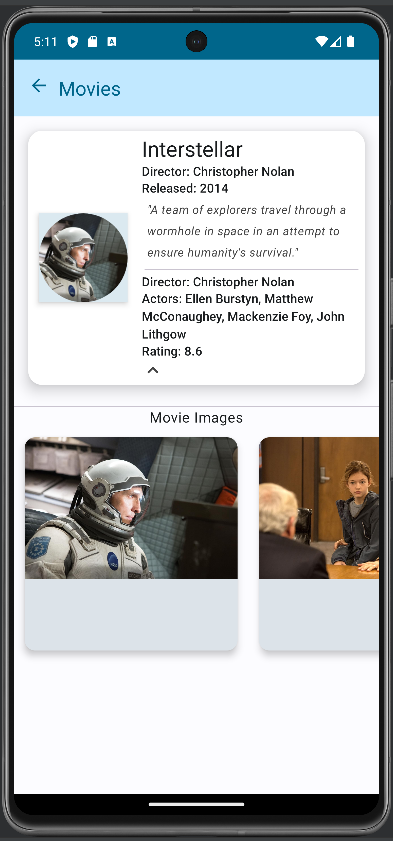 5:11
Movies
Interstellar
Director: Christopher Nolan
Released: 2014
"A team of explorers travel through a
wormhole in space in an attempt to
ensure humanity's survival."
Director: Christopher Nolan
Actors: Ellen Burstyn, Matthew
McConaughey, Mackenzie Foy, John
Lithgow
Rating: 8.6
Movie Images